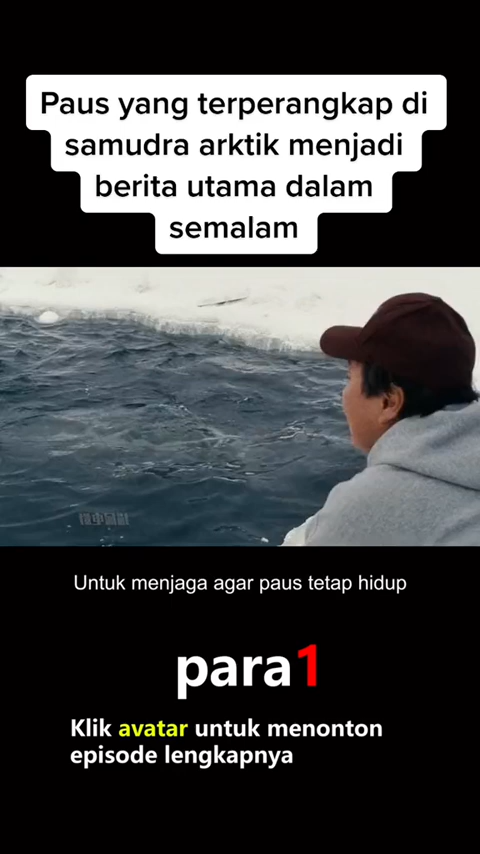 Paus yang terperangkap di
samudra arktik menjadi
berita utama dalam
semalam
Untuk menjaga agar paus tetap hidup
para1
Klik avatar untuk menonton
episode lengkapnya